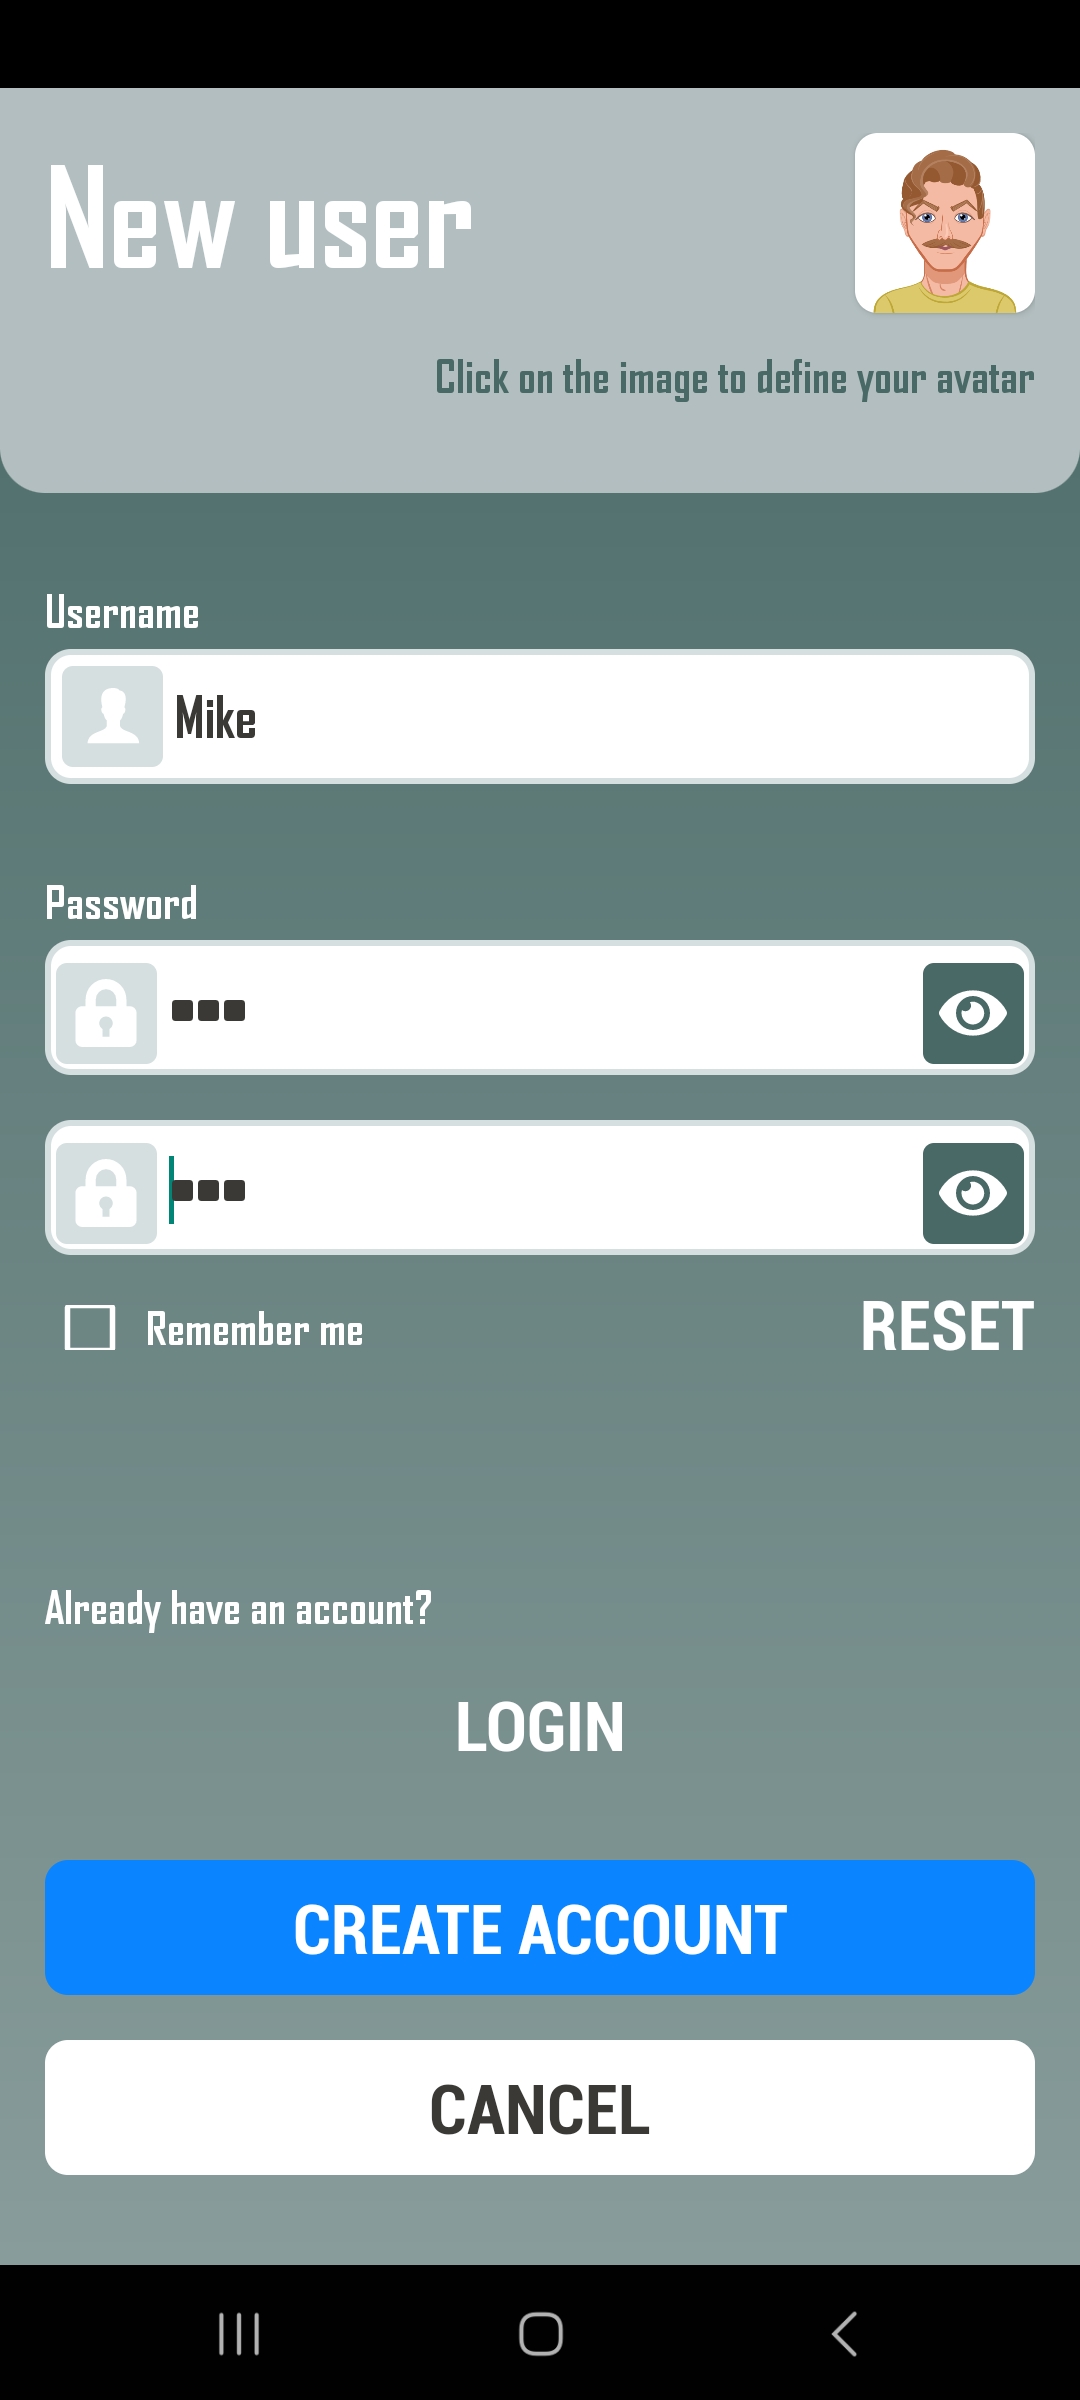 New user
Click on the image to define your avatar
Username
Mike
Password
Remember me
RESET
Already have an account?
LOGIN
CREATE ACCOUNT
CANCEL